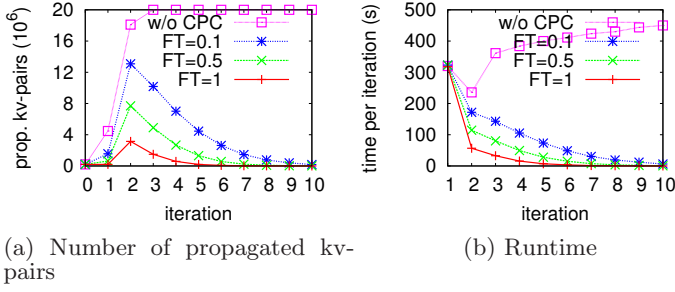 prop. kv-pairs (10^6)
20
16
12
8
4
0
w/o CPC
FT=0.1
FT=0.5
FT=1
0 1 2 3 4 5 6 7 8 9 10
iteration
(a) Number of propagated kv-
pairs
time per iteration (s)
500
400
300
200
100
0
w/o CPC
FT=0.1
FT=0.5
FT=1
1 2 3 4 5 6 7 8 9 10
iteration
(b) Runtime